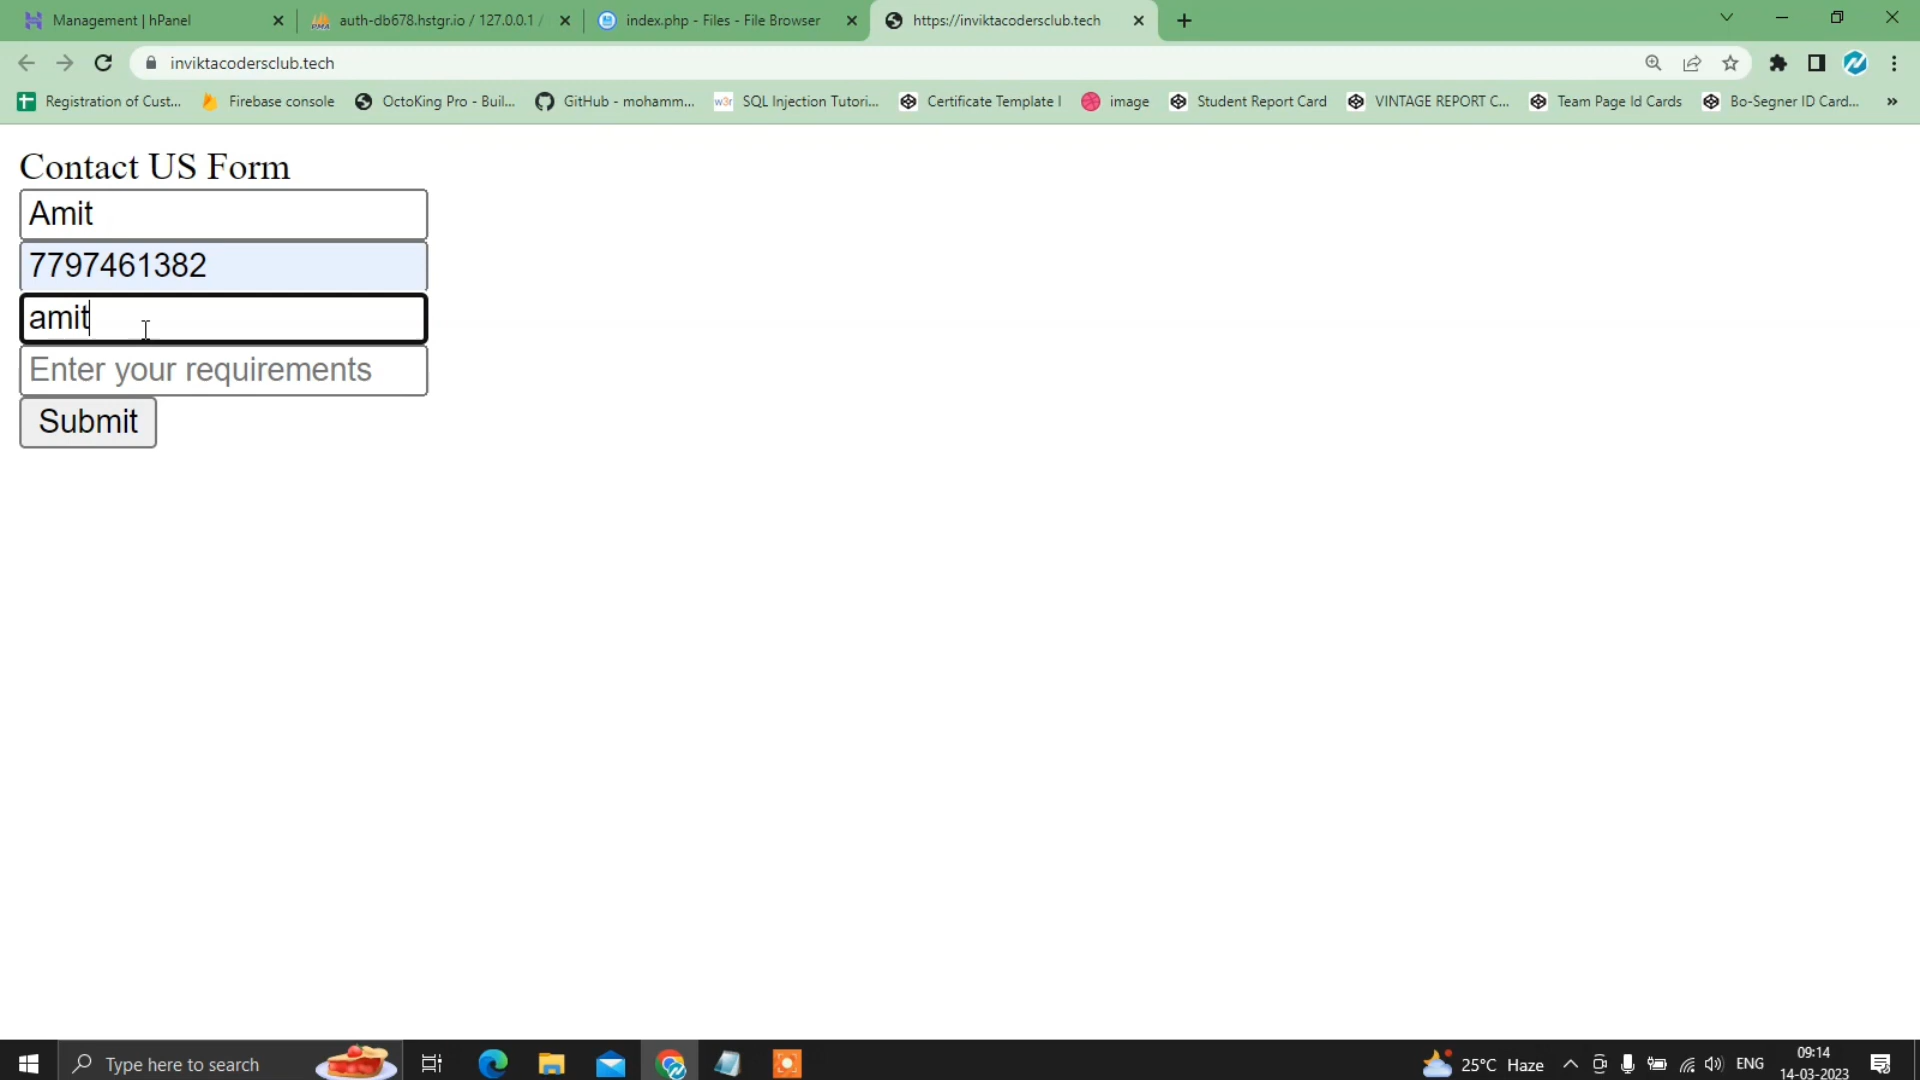 Management | hPanel
auth-db678.hstgr.io / 127.0.0.1 /
index.php - Files - File Browser
https://inviktacodersclub.tech
inviktacodersclub.tech
Registration of Cust...
Firebase console
OctoKing Pro - Buil...
GitHub - mohamm...
w3r
SQL Injection Tutori...
Certificate Template I
image
Student Report Card
VINTAGE REPORT C...
Team Page Id Cards
Bo-Segner ID Card...
»
Contact US Form
Amit
7797461382
amit
Enter your requirements
Submit
Type here to search
25°C Haze
ENG
09:14
14-03-2023